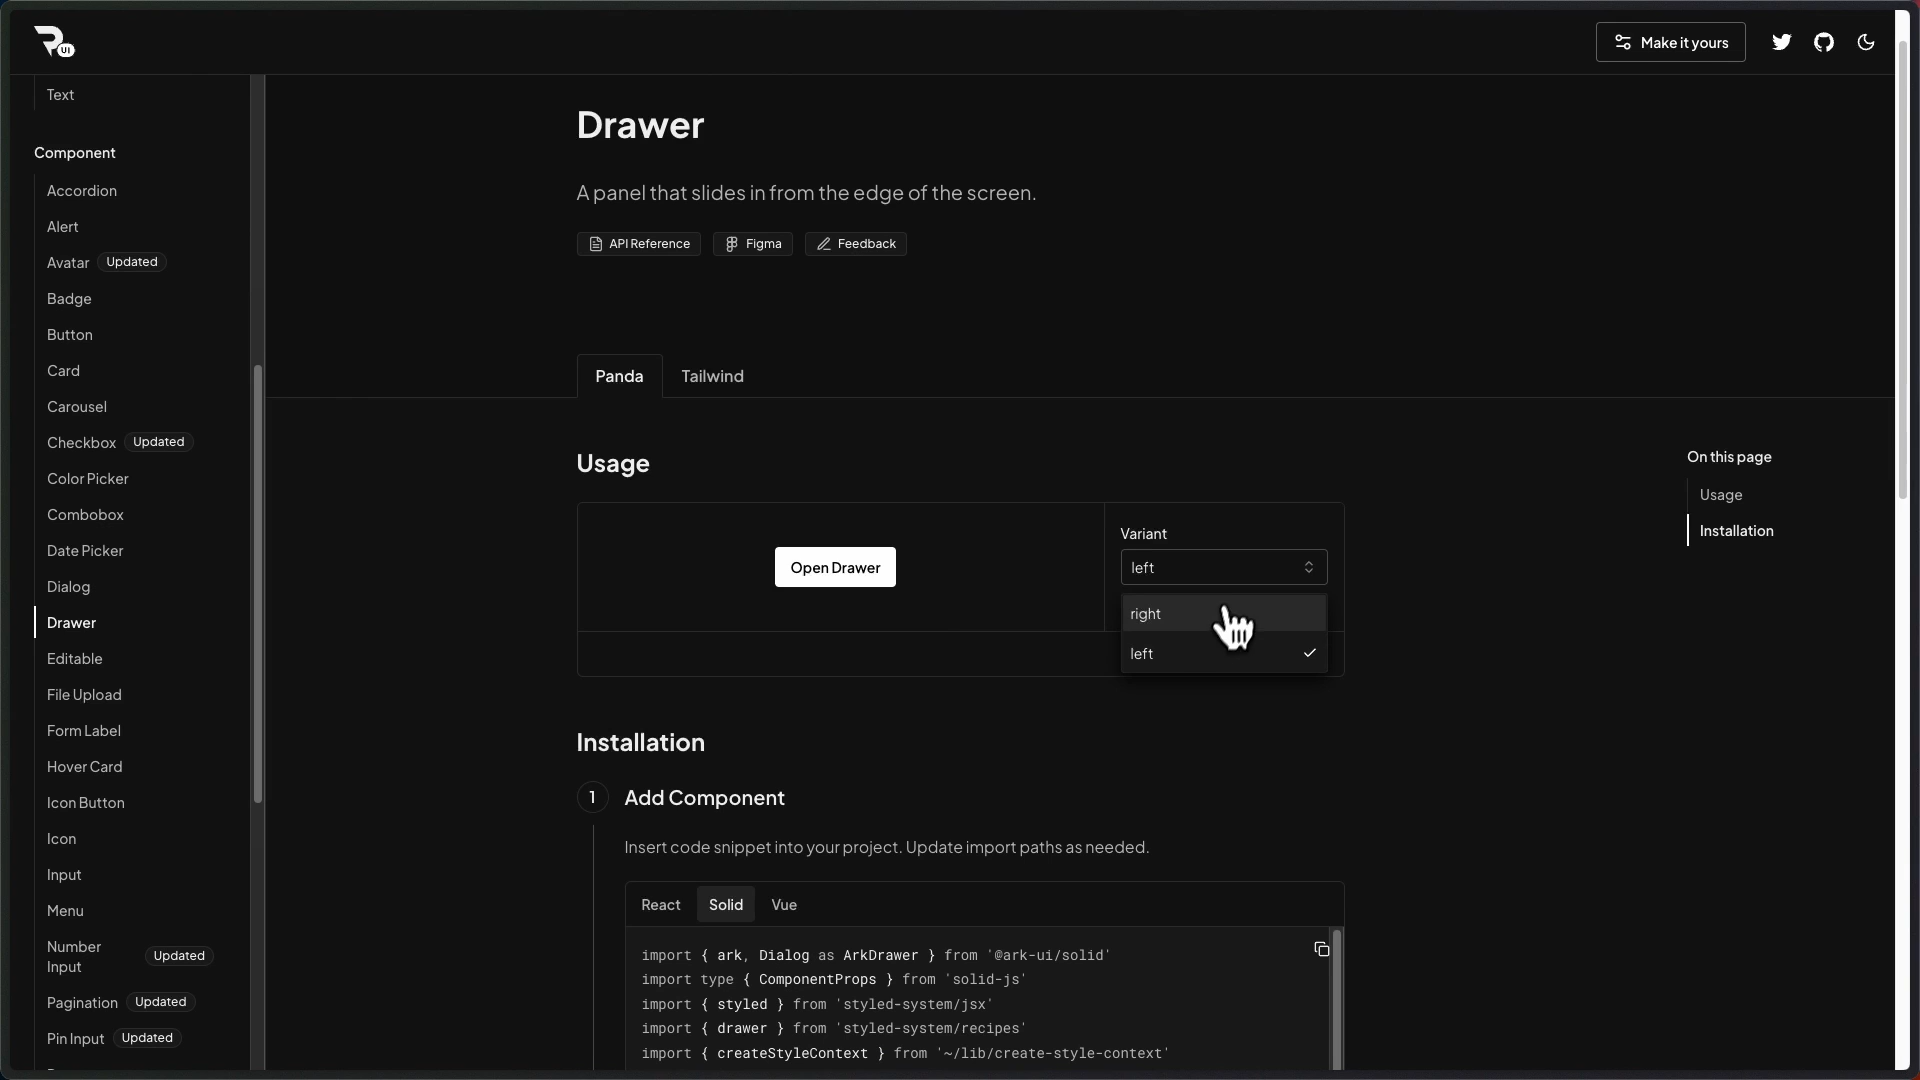 UI
Make it yours
Text
Component
Accordion
Alert
Avatar Updated
Badge
Button
Card
Carousel
Checkbox Updated
Color Picker
Combobox
Date Picker
Dialog
Drawer
Editable
File Upload
Form Label
Hover Card
Icon Button
Icon
Input
Menu
Number
Input
Updated
Pagination Updated
Pin Input Updated
Drawer
A panel that slides in from the edge of the screen.
API Reference Figma Feedback
Panda Tailwind
Usage
Open Drawer
Variant
left
right
left
Installation
1 Add Component
Insert code snippet into your project. Update import paths as needed.
React Solid Vue
import { ark, Dialog as ArkDrawer } from '@ark-ui/solid'
import type { ComponentProps } from 'solid-js'
import { styled } from 'styled-system/jsx'
import { drawer } from 'styled-system/recipes'
import { createStyleContext } from '~/lib/create-style-context'
On this page
Usage
Installation